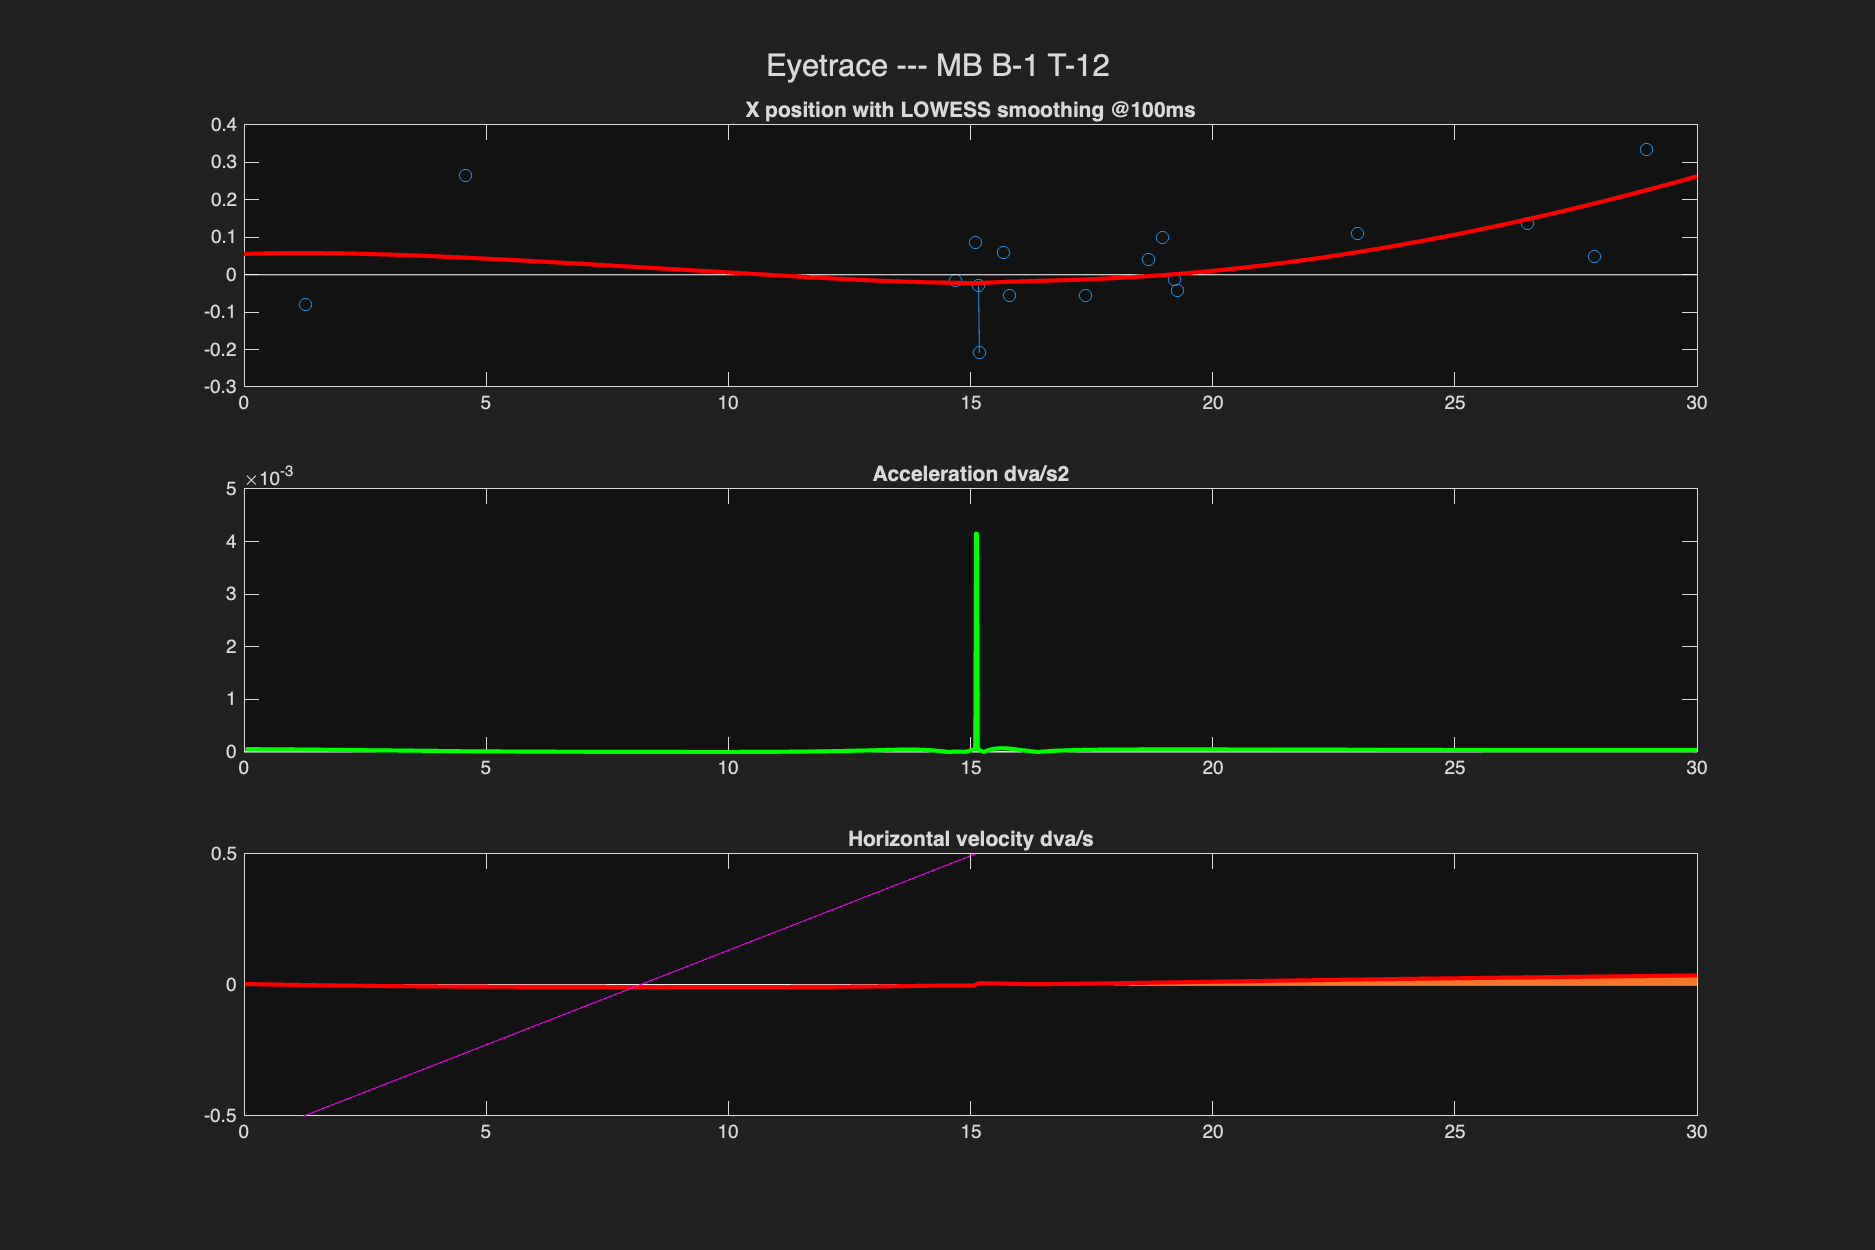 Eyetrace --- MB B-1 T-12
X position with LOWESS smoothing @100ms
0.4
0.3
0.2
0.1
0
-0.1
-0.2
-0.3
0 5 10 15 20 25 30
Acceleration dva/s2
×10-3
5
4
3
2
1
0
0 5 10 15 20 25 30
Horizontal velocity dva/s
0.5
0
-0.5
0 5 10 15 20 25 30